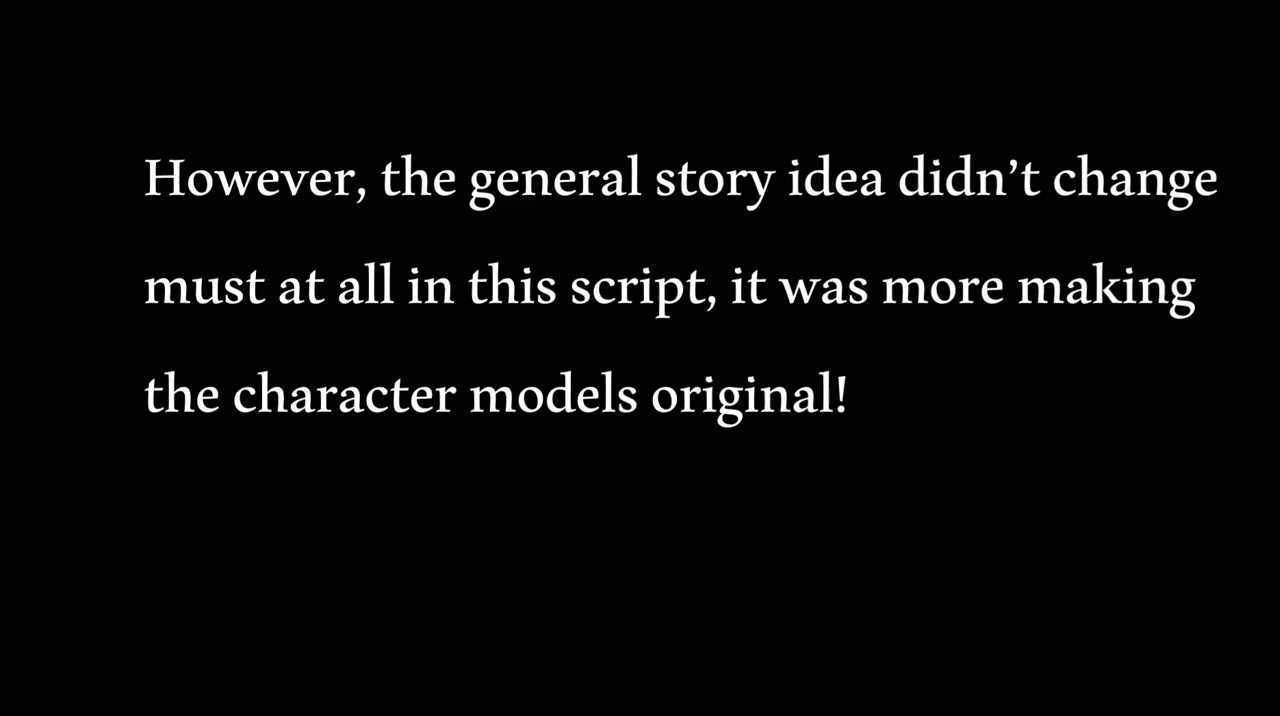 However, the general story idea didn’t change
must at all in this script, it was more making
the character models original!